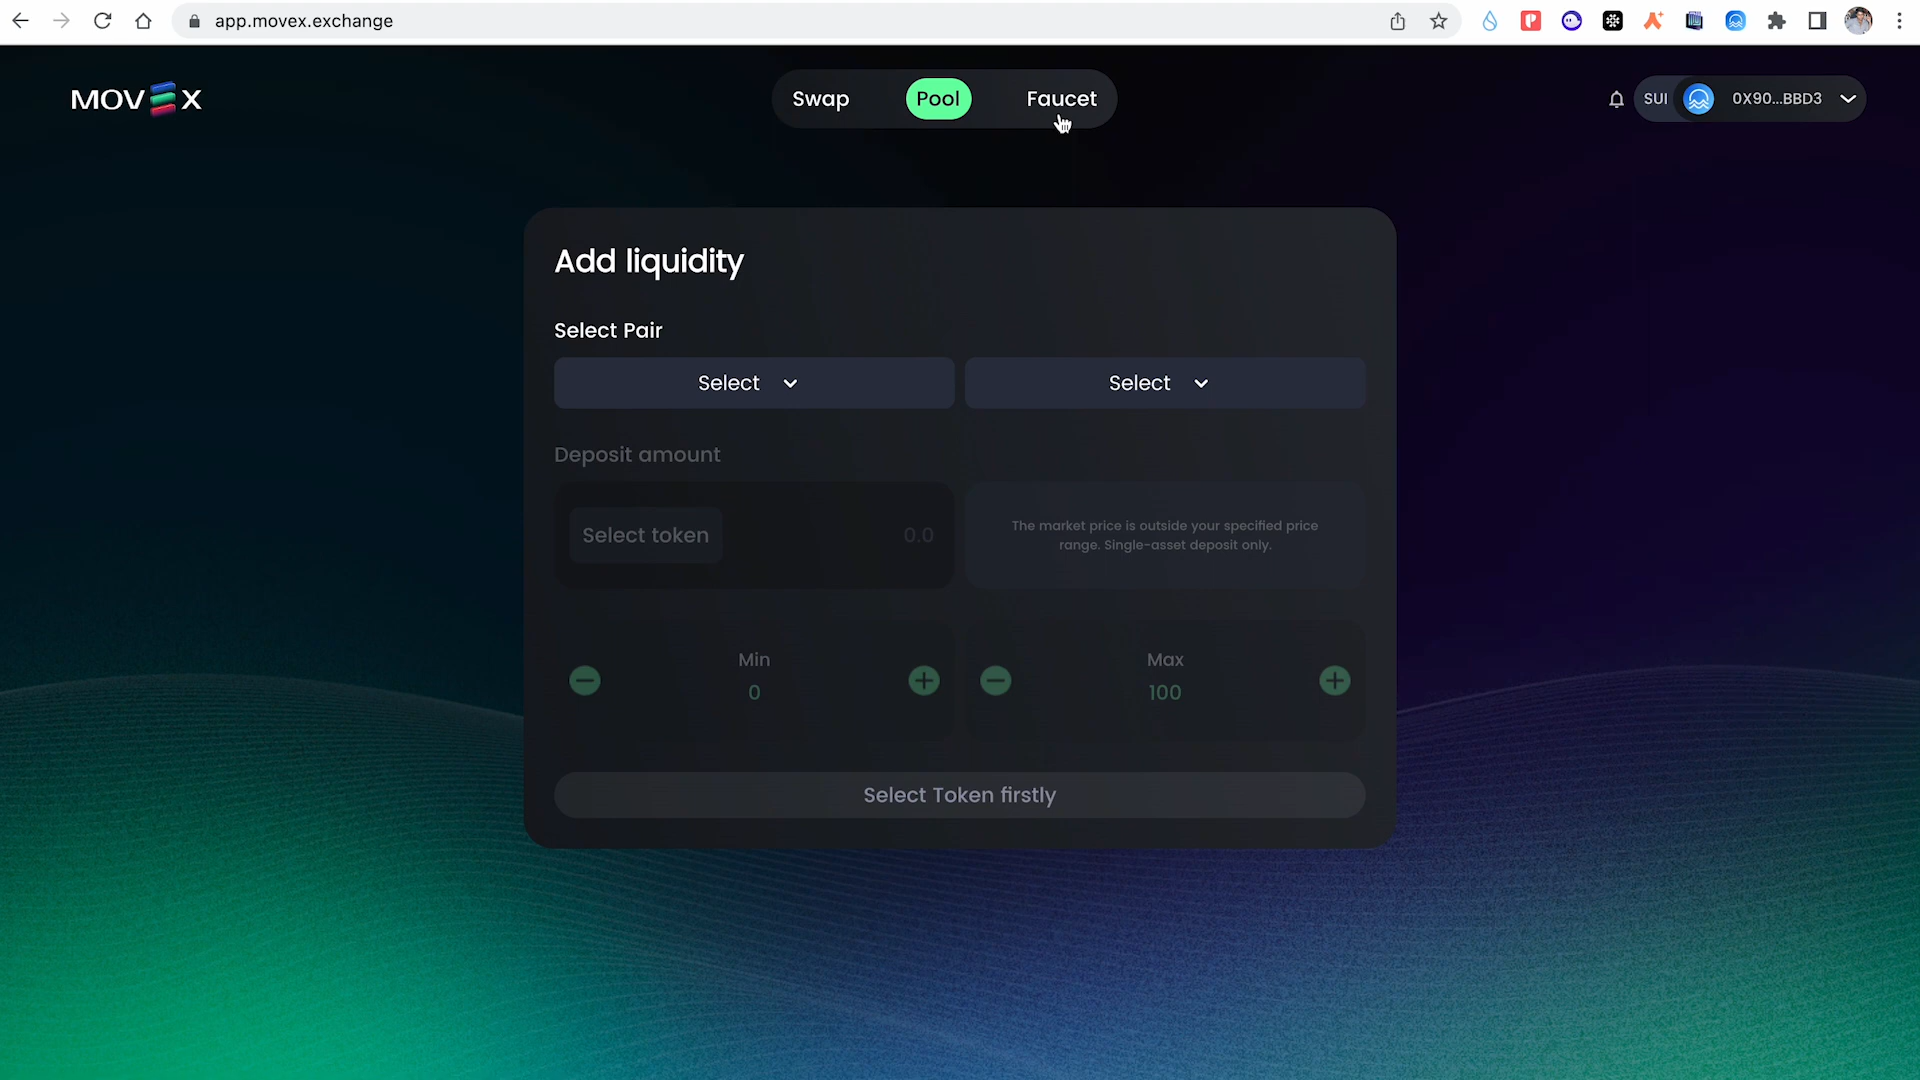 app.movex.exchange
MOVEX
Swap
Pool
Faucet
SUI
0X90...BBD3
Add liquidity
Select Pair
Select
Select
Deposit amount
Select token
0.0
The market price is outside your specified price
range. Single-asset deposit only.
Min
0
Max
100
Select Token firstly